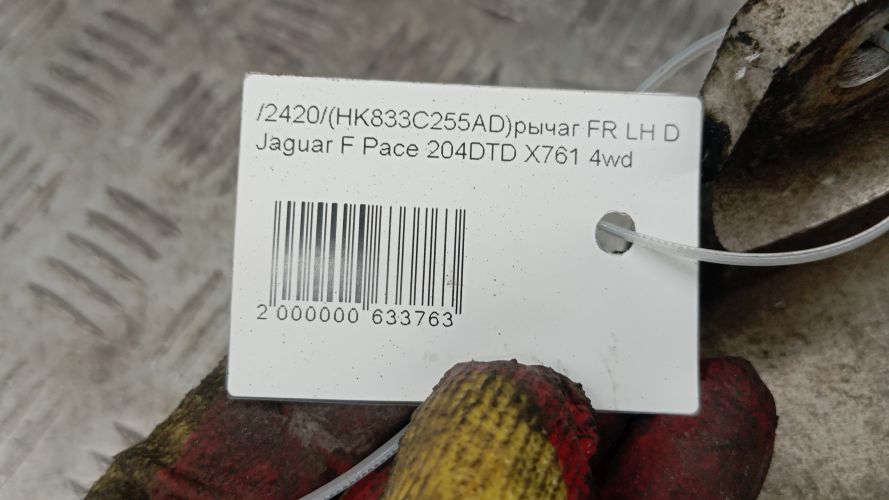 /2420/(HK833C255AD)рычаг FR LH D
Jaguar F Pace 204DTD X761 4wd
2 000000 633763